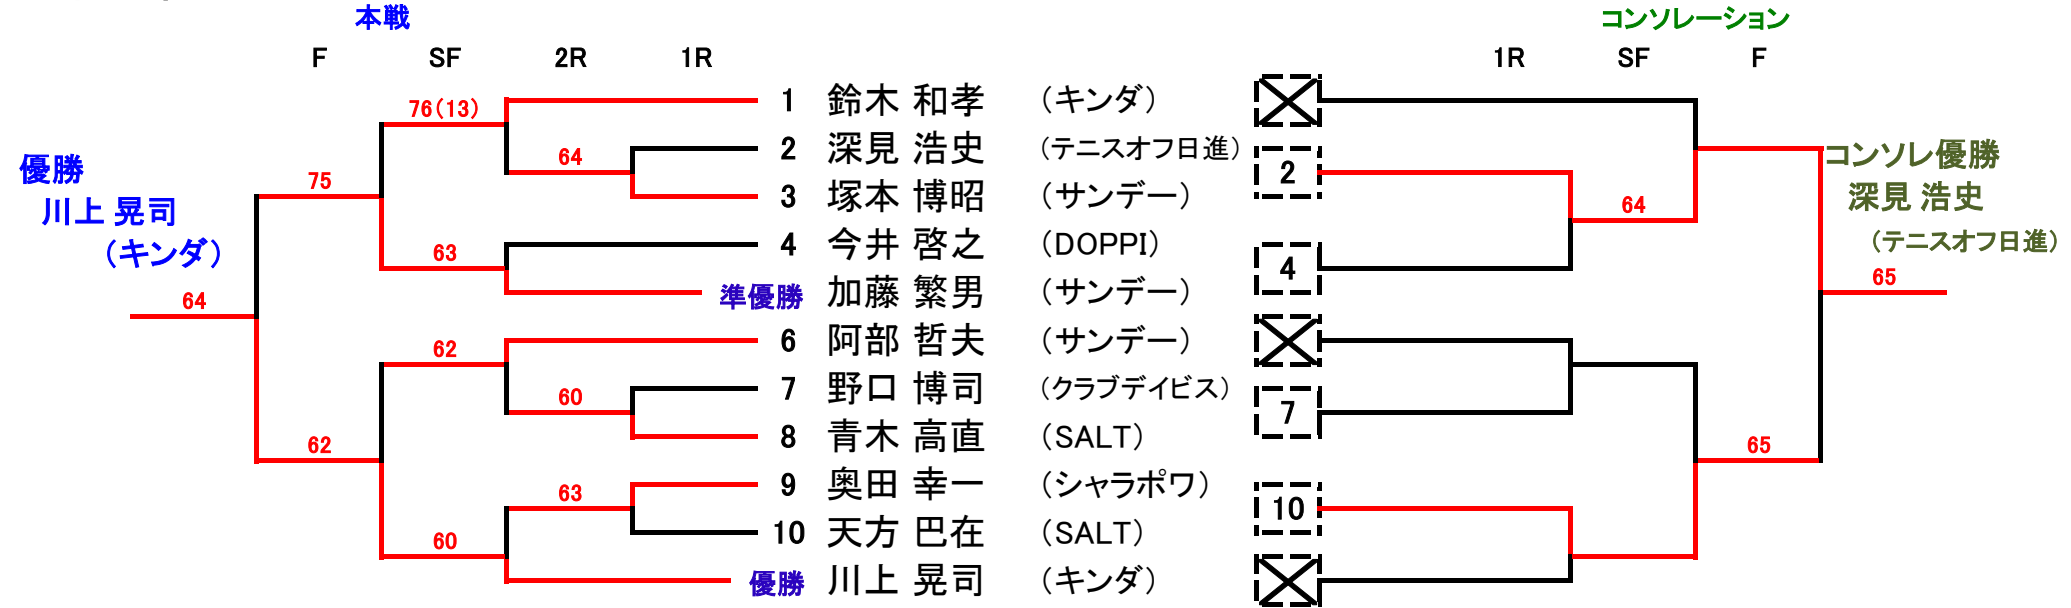 本戦 コンソレーション
F SF 2R 1R 1R SF F
76(13) 1 鈴木 和孝 (キンダ)
64 2 深見 浩史 (テニスオフ日進) 2 コンソレ優勝
優勝 75 3 塚本 博昭 (サンデー) 64 深見 浩史
川上 晃司 63 4 今井 啓之 (DOPPI) 4 (テニスオフ日進)
(キンダ)
64 準優勝 加藤 繁男 (サンデー) 65
62 6 阿部 哲夫 (サンデー)
60 7 野口 博司 (クラブデイビス) 7
62 8 青木 高直 (SALT) 65
63 9 奥田 幸一 (シャラポワ) 10
60 10 天方 巴在 (SALT)
優勝 川上 晃司 (キンダ)